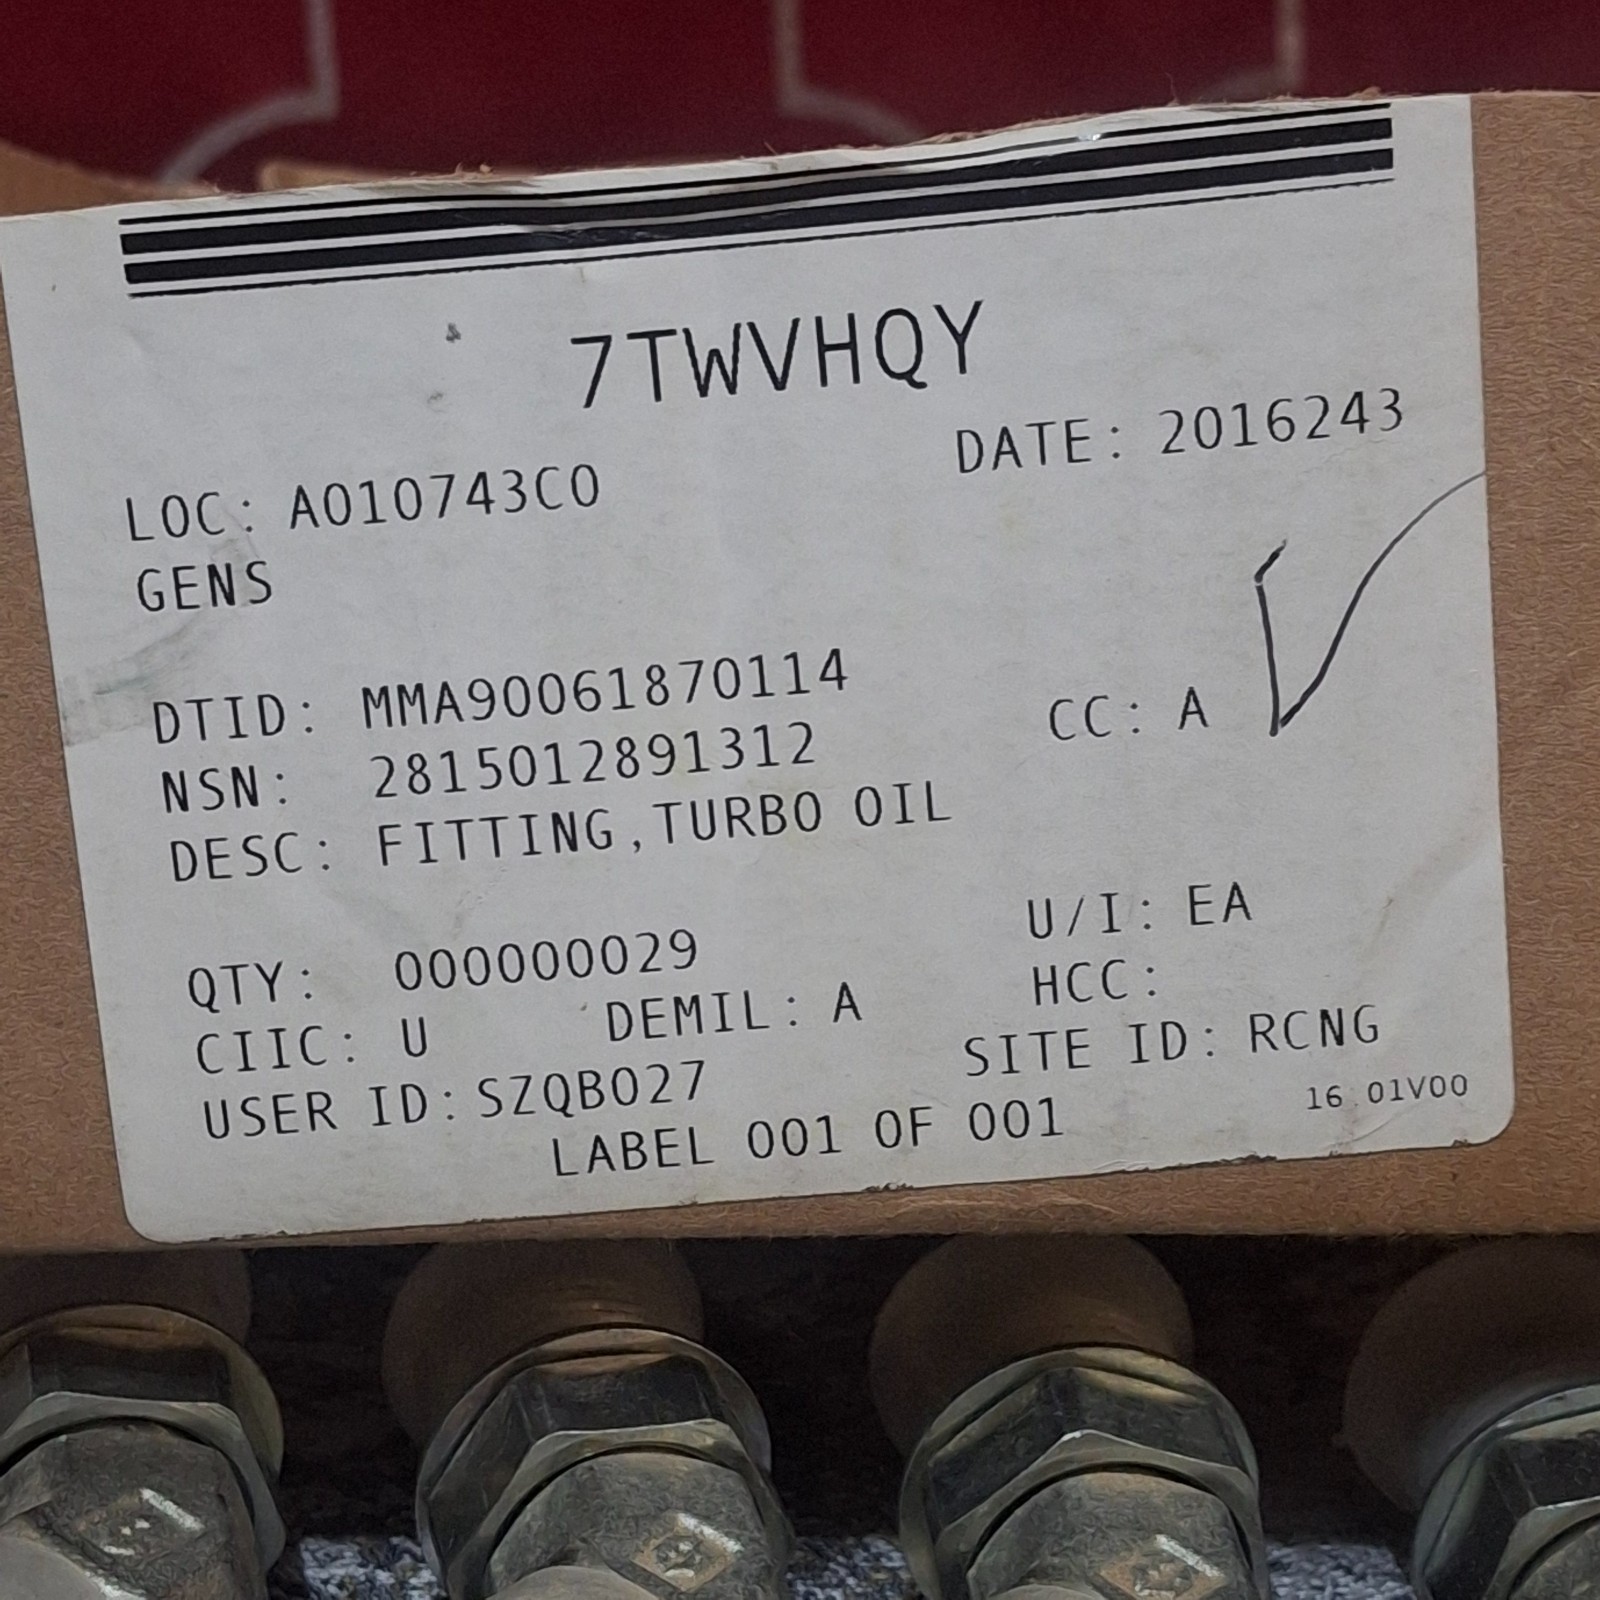 7TWVHQY
DATE: 2016243
LOC: A010743C0
GENS
DTID: MMA90061870114
CC: A
NSN: 2815012891312
DESC: FITTING,TURBO OIL
U/I: EA
QTY: 000000029
HCC:
CIIC: U DEMIL: A
SITE ID: RCNG
USER ID:SZQB027
16.01V00
LABEL 001 OF 001